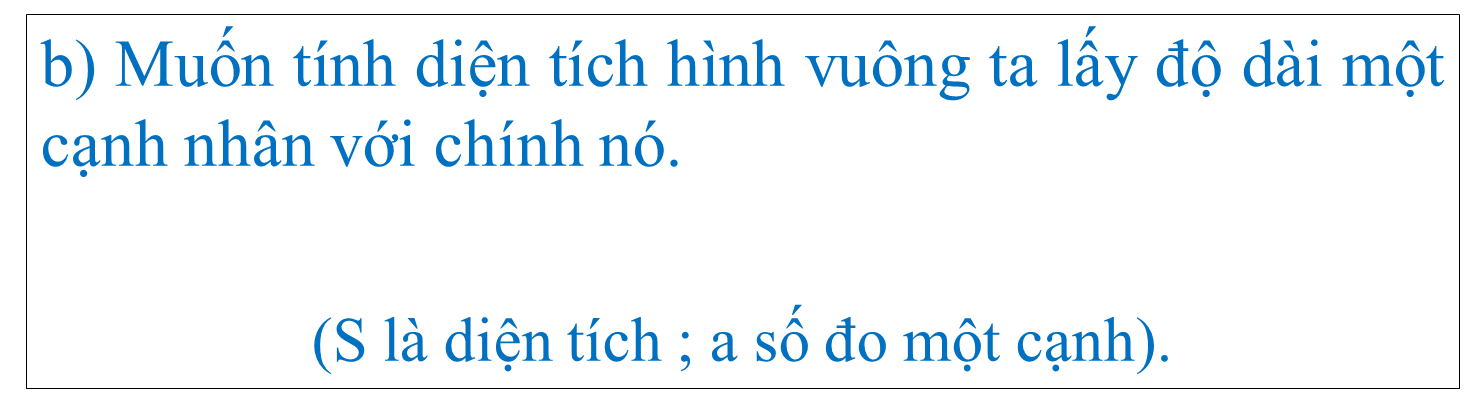 b) Muốn tính diện tích hình vuông ta lấy độ dài một
cạnh nhân với chính nó.
(S là diện tích ; a số đo một cạnh).